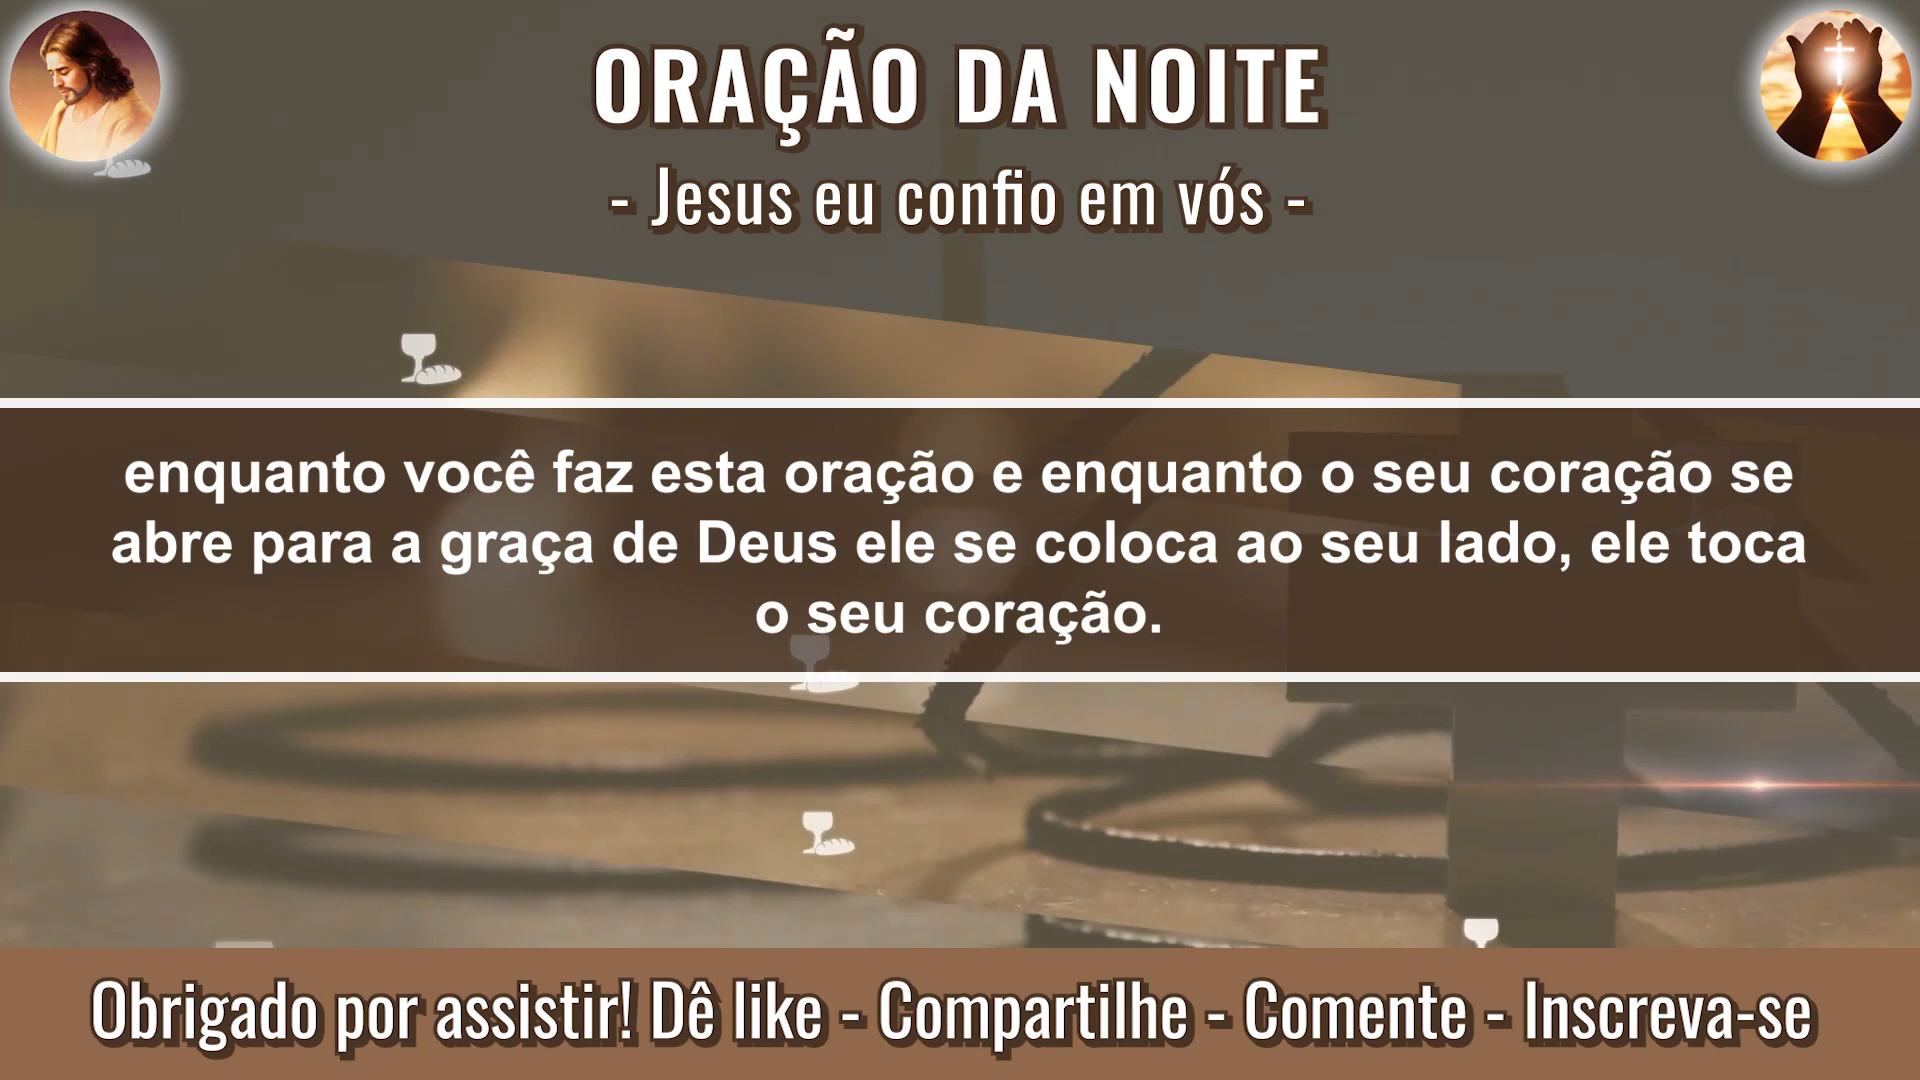 ORAÇÃO DA NOITE
- Jesus eu confio em vós -
enquanto você faz esta oração e enquanto o seu coração se
abre para a graça de Deus ele se coloca ao seu lado, ele toca
o seu coração.
Obrigado por assistir! Dê like - Compartilhe - Comente - Inscreva-se